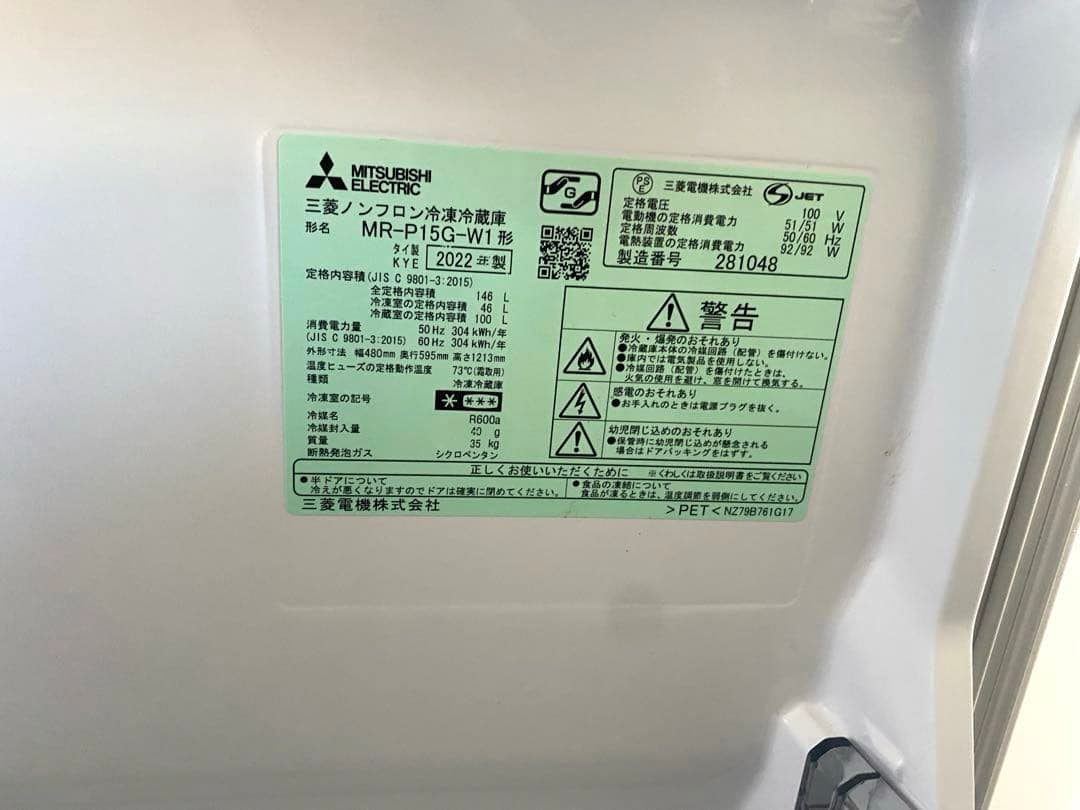 MITSUBISHI
ELECTRIC
三菱ノンフロン冷凍冷蔵庫
形名 MR-P15G-W1形
タイ製
KYE 2022年製
定格内容積(JIS C 9801-3:2015)
全定格内容積 146 L
冷凍室の定格内容積 46 L
冷蔵室の定格内容積 100 L
消費電力量 50Hz 304kWh/年
(JIS C 9801-3:2015) 60Hz 304kWh/年
外形寸法 幅480mm 奥行595mm 高さ1213mm
温度ヒューズの定格動作温度 73℃(霜取用)
種類 冷凍冷蔵庫
冷凍室の記号 * ***
冷媒名 R600a
冷媒封入量 40 g
質量 35 kg
断熱発泡ガス シクロペンタン
G
PS
E 三菱電機株式会社 S JET
定格電圧 100 V
電動機の定格消費電力 51/51 W
定格周波数 50/60 Hz
電熱装置の定格消費電力 92/92 W
製造番号 281048
警告
発火・爆発のおそれあり
●冷蔵庫本体の冷媒回路(配管)を傷付けない。
●庫内では電気製品を使用しない。
●冷媒回路(配管)を傷付けたときは、
火気の使用を避け、窓を開けて換気する。
感電のおそれあり
●お手入れのときは電源プラグを抜く。
幼児閉じ込めのおそれあり
●保管時に幼児閉じ込めが懸念される
場合はドアパッキングをはずす。
正しくお使いいただくために ※くわしくは取扱説明書をご覧ください
●半ドアについて
冷えが悪くなりますのでドアは確実に閉めてください。
●食品の凍結について
食品が凍るときは、温度調節を弱側にしてください。
三菱電機株式会社
>PET< NZ79B761G17